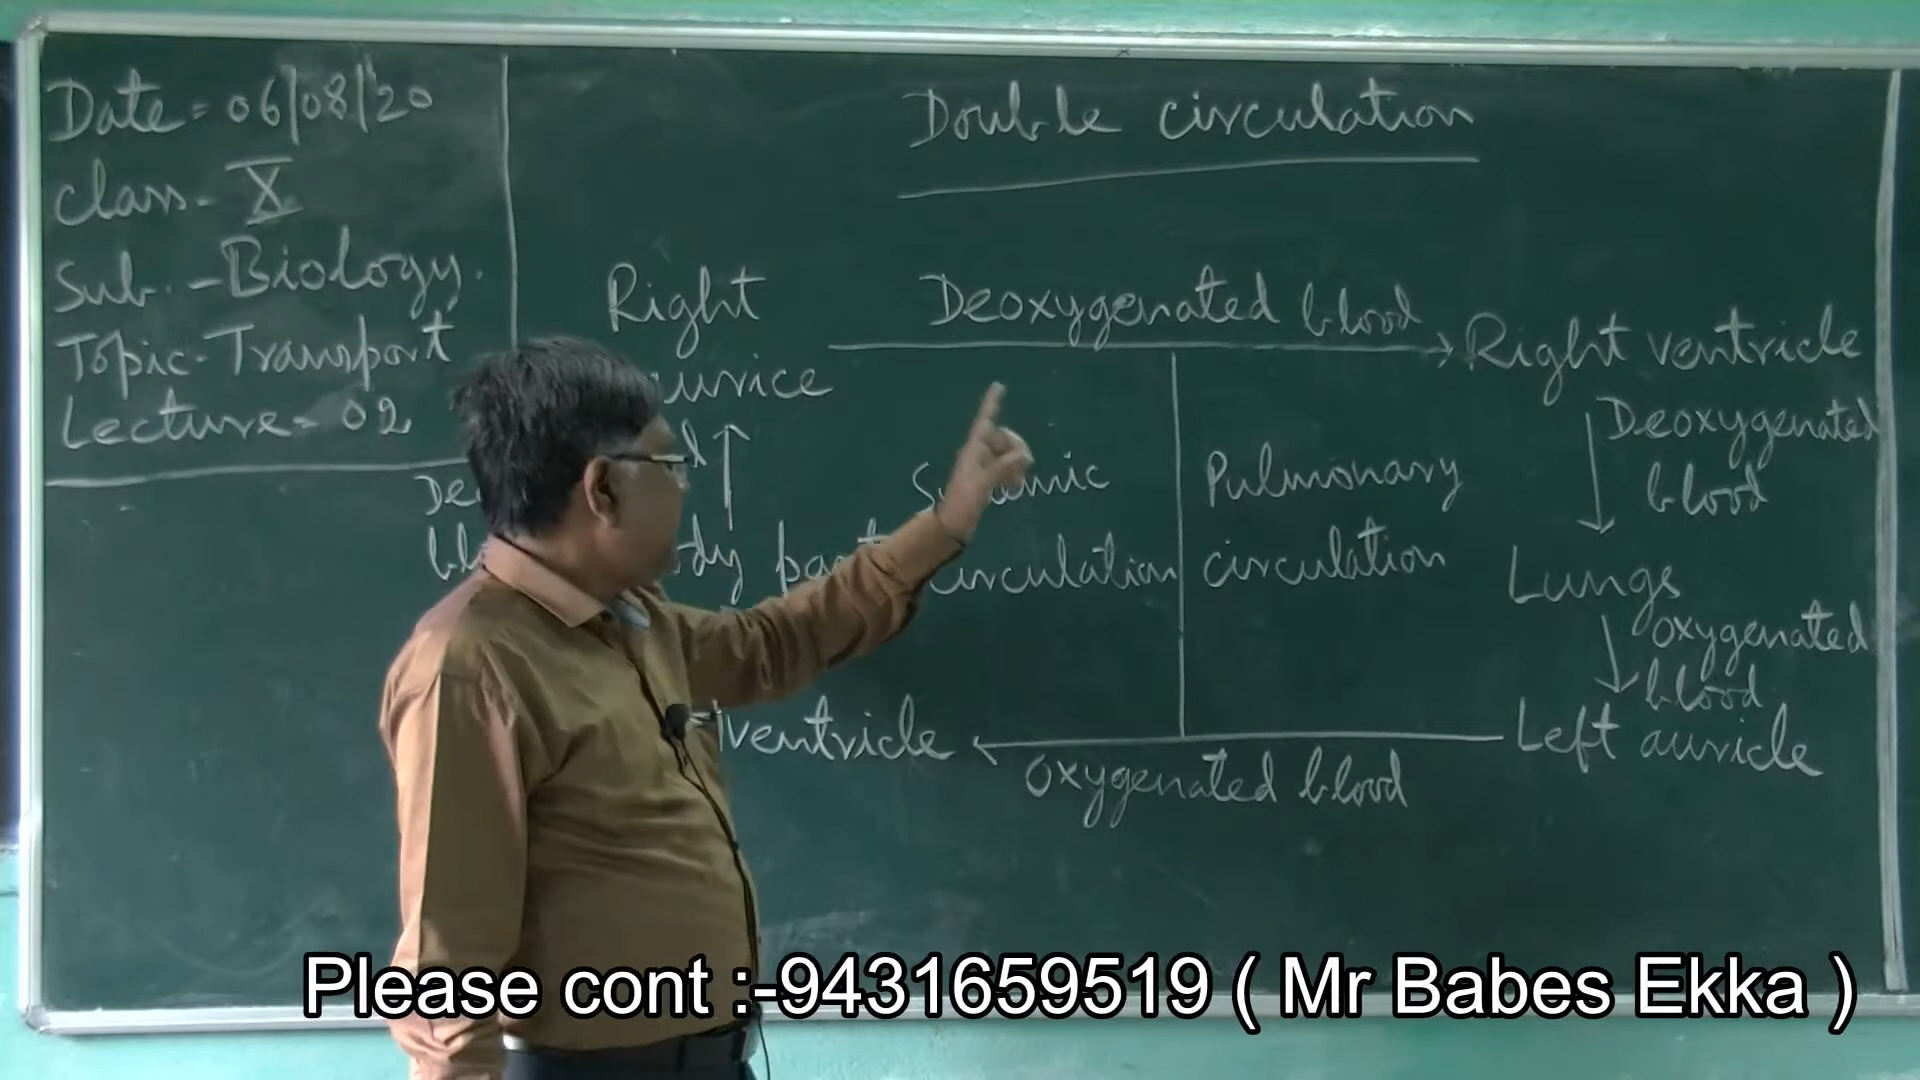 Date = 06/08/20
Class - X
Sub. - Biology.
Topic - Transport
Lecture = 02
Double circulation
Right
Deoxygenated blood
Right ventricle
Deoxygenated
blood
Pulmonary
circulation
circulation
Lungs
oxygenated
blood
ventricle
Left auricle
oxygenated blood
Please cont :-9431659519 ( Mr Babes Ekka )